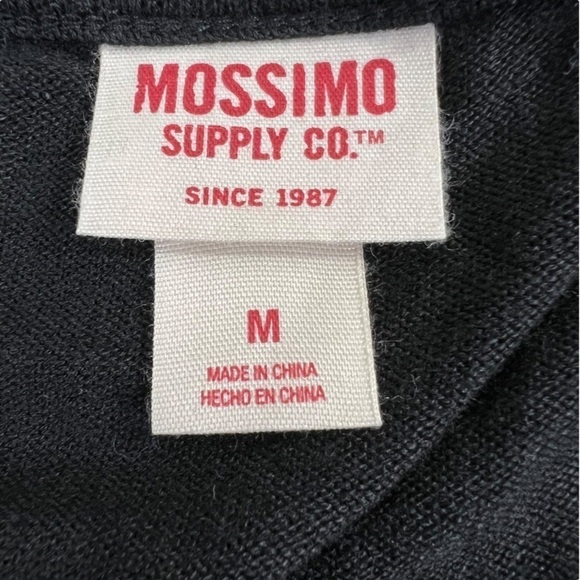 MOSSIMO
SUPPLY CO.™
SINCE 1987
M
MADE IN CHINA
HECHO EN CHINA